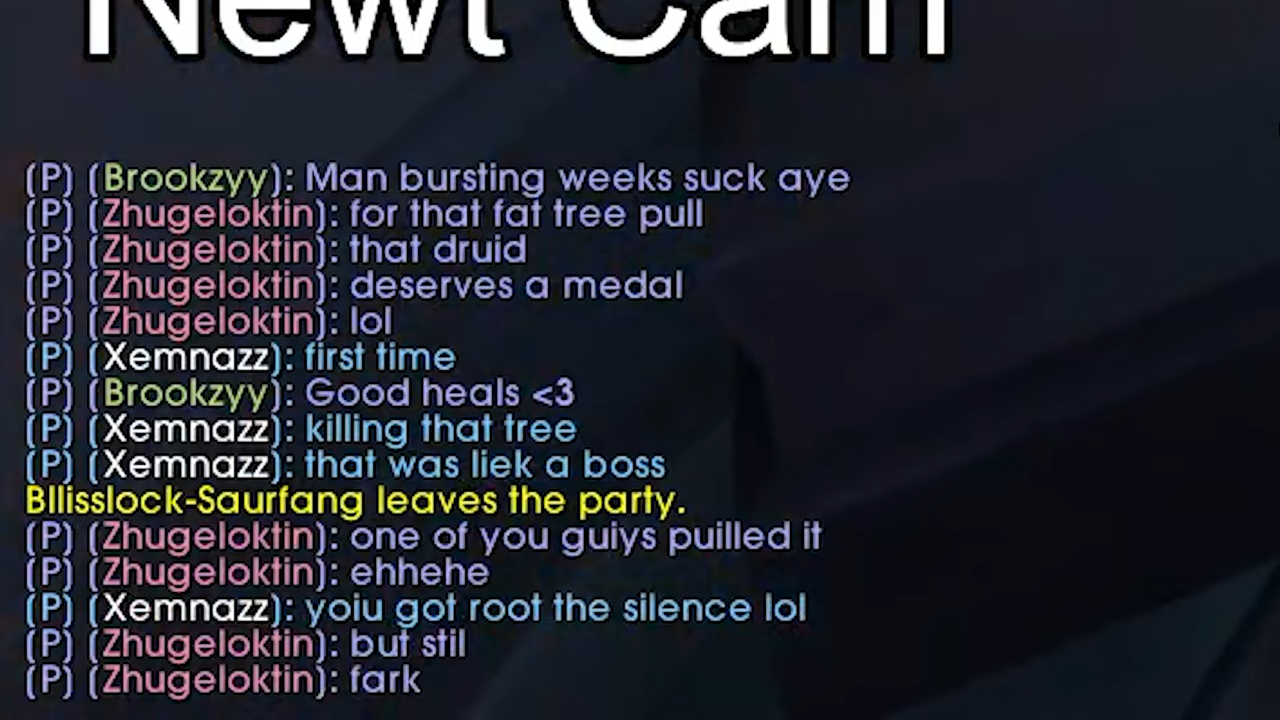 Newt Cam
(P) (Brookzyy): Man bursting weeks suck aye
(P) (Zhugeloktin): for that fat tree pull
(P) (Zhugeloktin): that druid
(P) (Zhugeloktin): deserves a medal
(P) (Zhugeloktin): lol
(P) (Xemnazz): first time
(P) (Brookzyy): Good heals <3
(P) (Xemnazz): killing that tree
(P) (Xemnazz): that was liek a boss
Bllisslock-Saurfang leaves the party.
(P) (Zhugeloktin): one of you guiys puilled it
(P) (Zhugeloktin): ehhehe
(P) (Xemnazz): yoiu got root the silence lol
(P) (Zhugeloktin): but stil
(P) (Zhugeloktin): fark